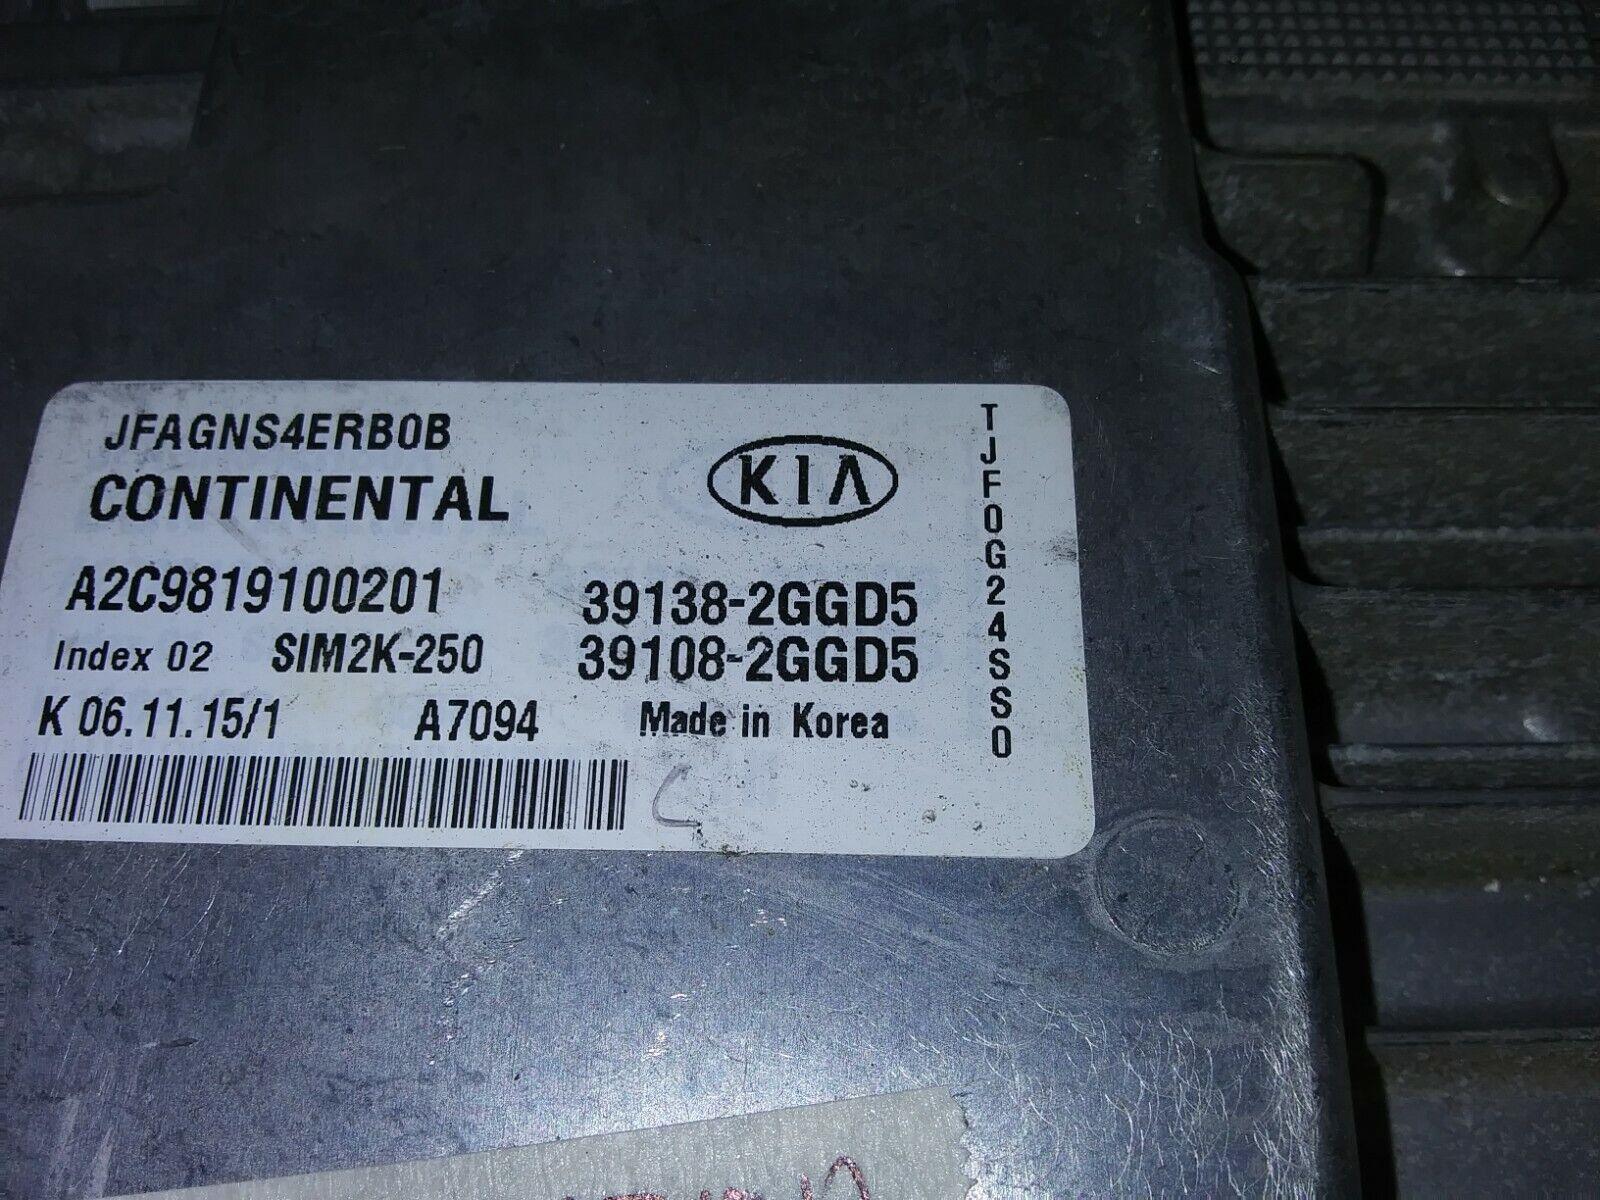 JFAGNS4ERB0B
CONTINENTAL
KIA
A2C9819100201
39138-2GGD5
Index 02 SIM2K-250
39108-2GGD5
K 06.11.15/1 A7094 Made in Korea
TJF0G24SS0